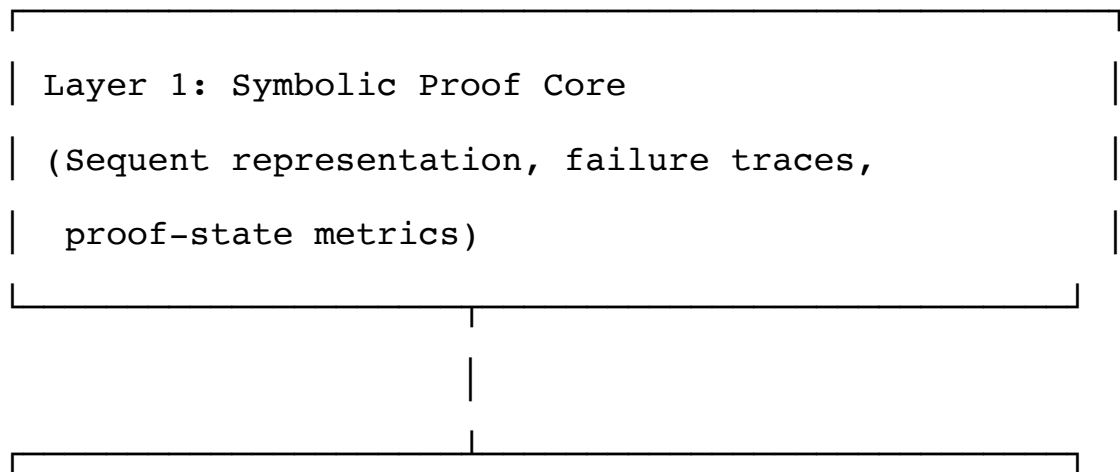 Layer 1: Symbolic Proof Core
(Sequent representation, failure traces,
proof-state metrics)